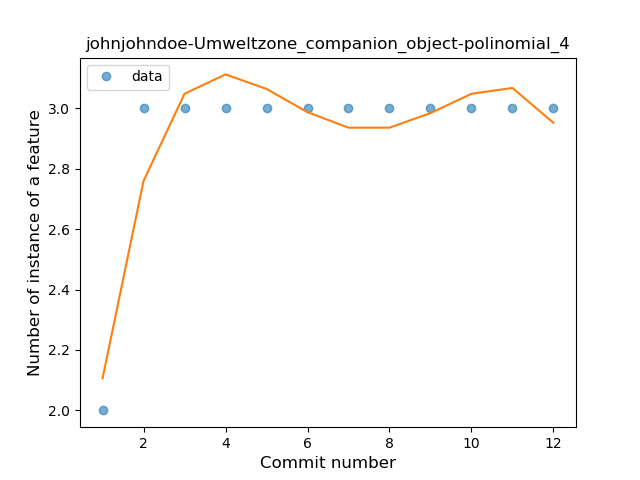 johnjohndoe-Umweltzone_companion_object-polinomial_4
data
Number of instance of a feature
3.0
2.8
2.6
2.4
2.2
2.0
2 4 6 8 10 12
Commit number